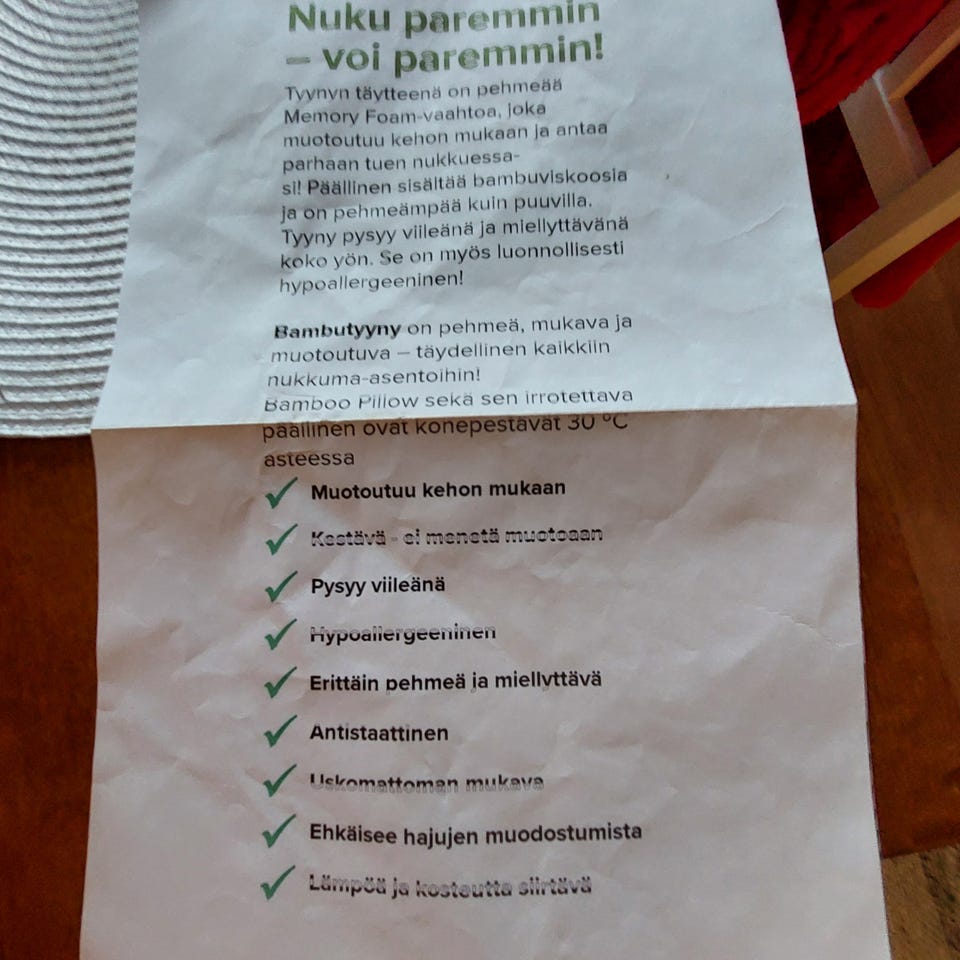 Nuku paremmin
– voi paremmin!
Tyynyn täytteenä on pehmeää
Memory Foam-vaahtoa, joka
muotoutuu kehon mukaan ja antaa
parhaan tuen nukkuessa-
si! Päällinen sisältää bambuviskoosia
ja on pehmeämpää kuin puuvilla.
Tyyny pysyy viileänä ja miellyttävänä
koko yön. Se on myös luonnollisesti
hypoallergeeninen!
Bambutyyny on pehmeä, mukava ja
muotoutuva – täydellinen kaikkiin
nukkuma-asentoihin!
Bamboo Pillow sekä sen irrotettava
päällinen ovat konepestävät 30 °C
asteessa
✓ Muotoutuu kehon mukaan
✓ Kestävä - ei menetä muotoaan
✓ Pysyy viileänä
✓ Hypoallergeeninen
✓ Erittäin pehmeä ja miellyttävä
✓ Antistaattinen
✓ Uskomattoman mukava
✓ Ehkäisee hajujen muodostumista
✓ Lämpöä ja kosteutta siirtävä